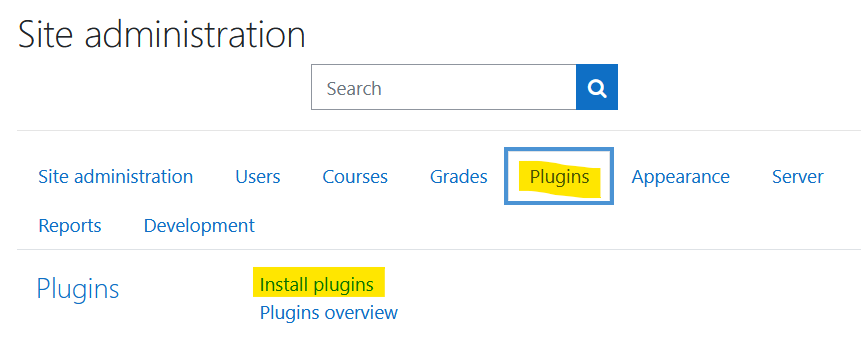 Site administration
Search
Site administration Users Courses Grades Plugins Appearance Server
Reports Development
Plugins Install plugins
Plugins overview